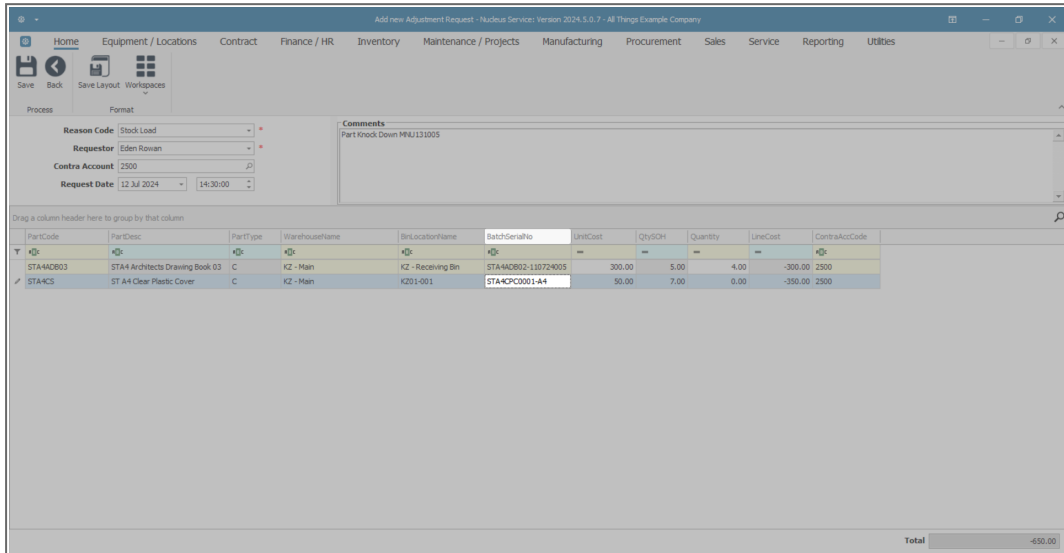 Add new Adjustment Request - Nucleus Service: Version 2024.5.0.7 - All Things Example Company
Home Equipment / Locations Contract Finance / HR Inventory Maintenance / Projects Manufacturing Procurement Sales Service Reporting Utilities
Save Back Save Layout Workspaces
Process Format
Reason Code Stock Load *
Requestor Eden Rowan *
Contra Account 2500
Request Date 12 Jul 2024 14:30:00
Comments
Part Knock Down MNU131005
Drag a column header here to group by that column
PartCode PartDesc PartType WarehouseName BinLocationName BatchSerialNo UnitCost QtySOH Quantity LineCost ContraAccCode
STA4ADB03 STA4 Architects Drawing Book 03 C KZ - Main KZ - Receiving Bin STA4ADB02-110724005 300.00 5.00 4.00 -300.00 2500
STA4CS ST A4 Clear Plastic Cover C KZ - Main KZ01-001 STA4CPC0001-A4 50.00 7.00 0.00 -350.00 2500
Total -650.00